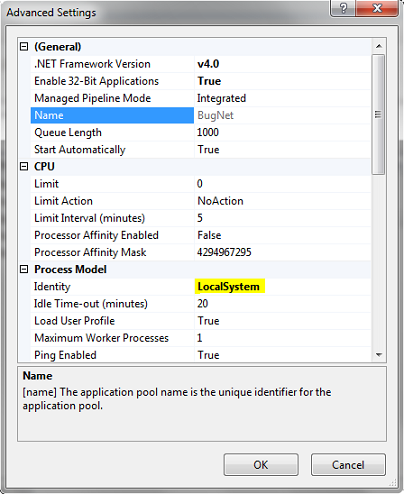 Advanced Settings
(General)
.NET Framework Version v4.0
Enable 32-Bit Applications True
Managed Pipeline Mode Integrated
Name BugNet
Queue Length 1000
Start Automatically True
CPU
Limit 0
Limit Action NoAction
Limit Interval (minutes) 5
Processor Affinity Enabled False
Processor Affinity Mask 4294967295
Process Model
Identity LocalSystem
Idle Time-out (minutes) 20
Load User Profile True
Maximum Worker Processes 1
Ping Enabled True
Name
[name] The application pool name is the unique identifier for the
application pool.
OK Cancel